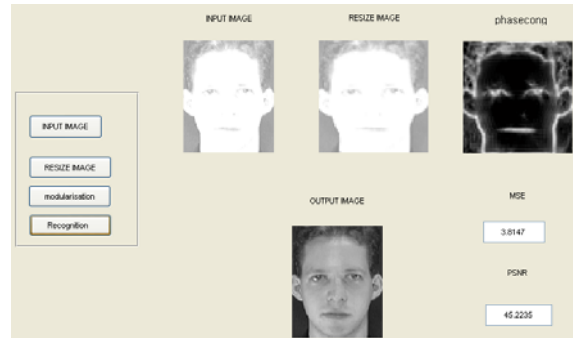 INPUT IMAGE
RESIZE IMAGE
phasecong
INPUT IMAGE
RESIZE IMAGE
modularisation
Recognition
OUTPUT IMAGE
MSE
3.8147
PSNR
45.2235